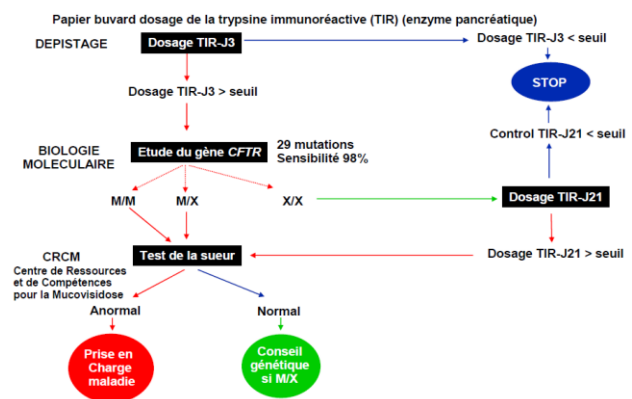 Papier buvard dosage de la trypsine immunoréactive (TIR) (enzyme pancréatique)
DEPISTAGE
Dosage TIR-J3
Dosage TIR-J3 < seuil
STOP
Dosage TIR-J3 > seuil
Control TIR-J21 < seuil
BIOLOGIE
MOLECULAIRE
Etude du gène CFTR
29 mutations
Sensibilité 98%
M/M
M/X
X/X
Dosage TIR-J21
CRCM
Centre de Ressources
et de Compétences
pour la Mucovisidose
Test de la sueur
Dosage TIR-J21 > seuil
Anormal
Normal
Prise en
Charge
maladie
Conseil
génétique
si M/X